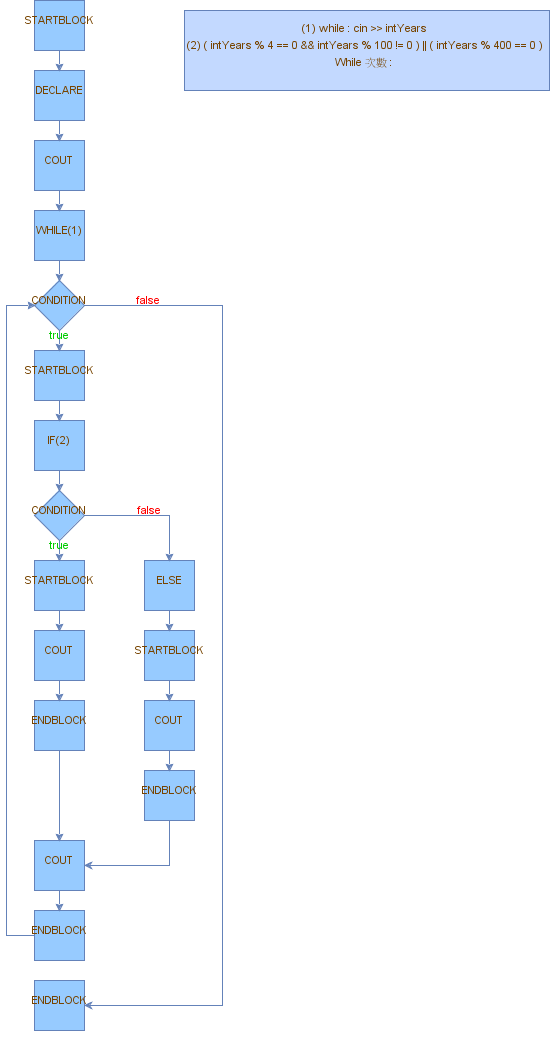 STARTBLOCK
(1) while : cin >> intYears
(2) ( intYears % 4 == 0 && intYears % 100 != 0 ) || ( intYears % 400 == 0 )
While 次數 :
DECLARE
COUT
WHILE(1)
CONDITION
false
true
STARTBLOCK
IF(2)
CONDITION
false
true
STARTBLOCK
ELSE
COUT
STARTBLOCK
ENDBLOCK
COUT
ENDBLOCK
COUT
ENDBLOCK
ENDBLOCK